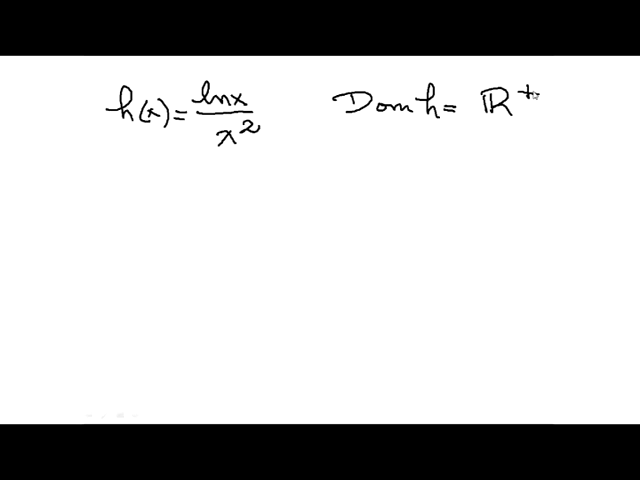 h(x) = lnx / x² Dom h = ℝ⁺